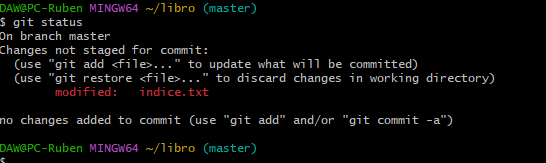 DAW@PC-Ruben MINGW64 ~/libro (master)
$ git status
On branch master
Changes not staged for commit:
  (use "git add <file>..." to update what will be committed)
  (use "git restore <file>..." to discard changes in working directory)
        modified:   indice.txt

no changes added to commit (use "git add" and/or "git commit -a")

DAW@PC-Ruben MINGW64 ~/libro (master)
$